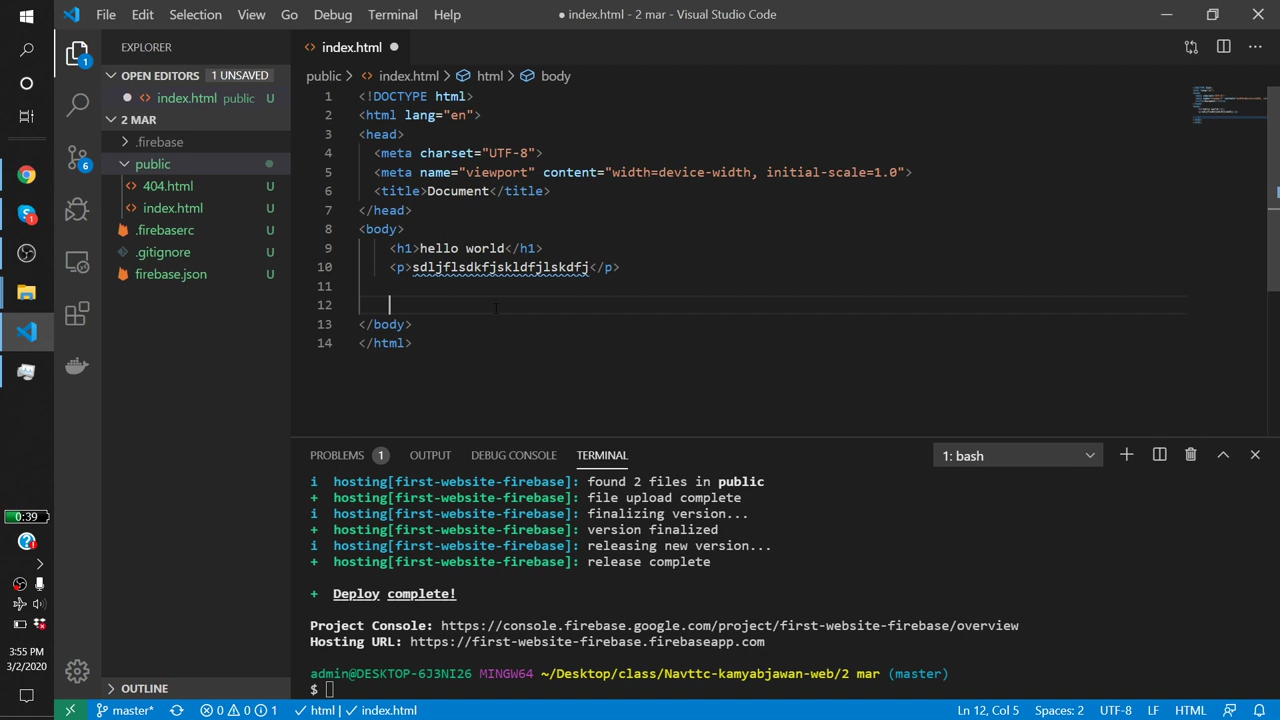 File Edit Selection View Go Debug Terminal Help
● index.html - 2 mar - Visual Studio Code
EXPLORER
1
OPEN EDITORS 1 UNSAVED
index.html public U
2 MAR
.firebase
public
404.html U
index.html U
.firebaserc U
.gitignore U
firebase.json U
6
1
OUTLINE
index.html
public > index.html > html > body
1 <!DOCTYPE html>
2 <html lang="en">
3 <head>
4 <meta charset="UTF-8">
5 <meta name="viewport" content="width=device-width, initial-scale=1.0">
6 <title>Document</title>
7 </head>
8 <body>
9 <h1>hello world</h1>
10 <p>sdljflsdkfjskldfjlskdfj</p>
11
12
13 </body>
14 </html>
PROBLEMS 1 OUTPUT DEBUG CONSOLE TERMINAL 1: bash
i hosting[first-website-firebase]: found 2 files in public
+ hosting[first-website-firebase]: file upload complete
i hosting[first-website-firebase]: finalizing version...
+ hosting[first-website-firebase]: version finalized
i hosting[first-website-firebase]: releasing new version...
+ hosting[first-website-firebase]: release complete
+ Deploy complete!
Project Console: https://console.firebase.google.com/project/first-website-firebase/overview
Hosting URL: https://first-website-firebase.firebaseapp.com
admin@DESKTOP-6J3NI26 MINGW64 ~/Desktop/class/Navttc-kamyabjawan-web/2 mar (master)
$
0:39
3:55 PM
3/2/2020
master* 0 0 1 html index.html Ln 12, Col 5 Spaces: 2 UTF-8 LF HTML